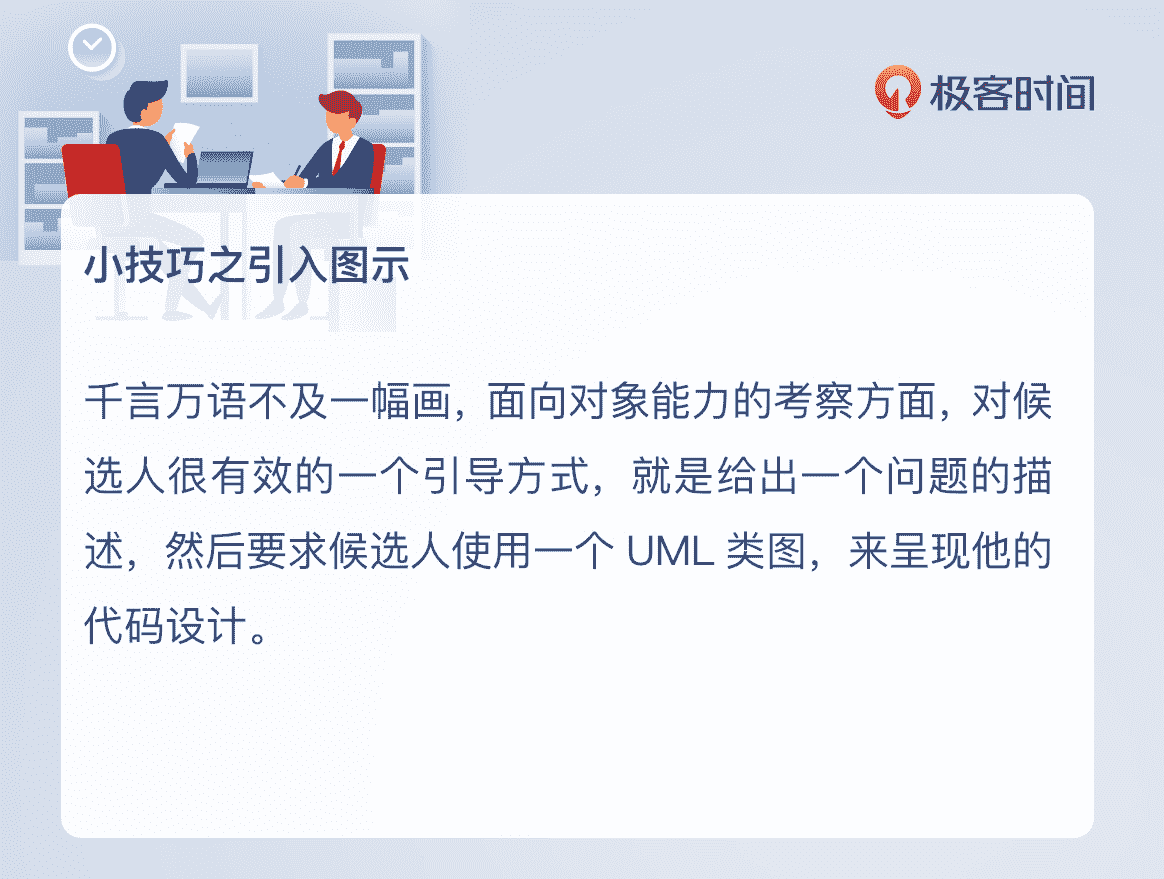 极客时间
小技巧之引入图示
千言万语不及一幅画，面向对象能力的考察方面，对候
选人很有效的一个引导方式，就是给出一个问题的描
述，然后要求候选人使用一个 UML 类图，来呈现他的
代码设计。